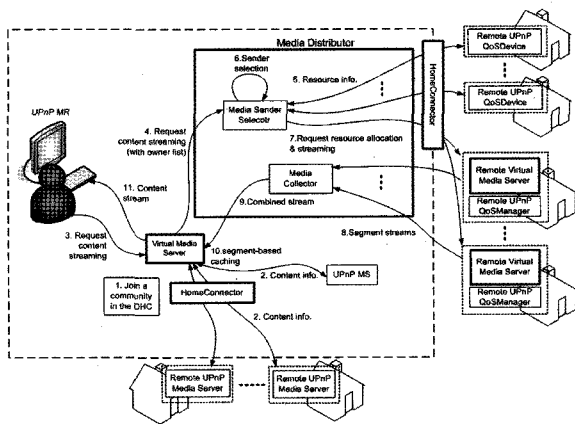 Media Distributor
6.Sender
selection
5. Resource info.
Media Sender
Selecotr
7.Request resource allocation
& streaming
4. Request
content streaming
(with owner list)
UPnP MR
HomeConnector
Remote UPnP
QoSDevice
Remote UPnP
QoSDevice
Media
Collector
9.Combined stream
11. Content
stream
3. Request
content
streaming
Virtual Media
Server
10.segment-based
caching
8.Segment streams
Remote Virtual
Media Server
Remote UPnP
QoSManager
Remote Virtual
Media Server
Remote UPnP
QoSManager
1. Join a
community
in the DHC
HomeConnector
2. Content info.
UPnP MS
2. Content info.
Remote UPnP
Media Server
Remote UPnP
Media Server